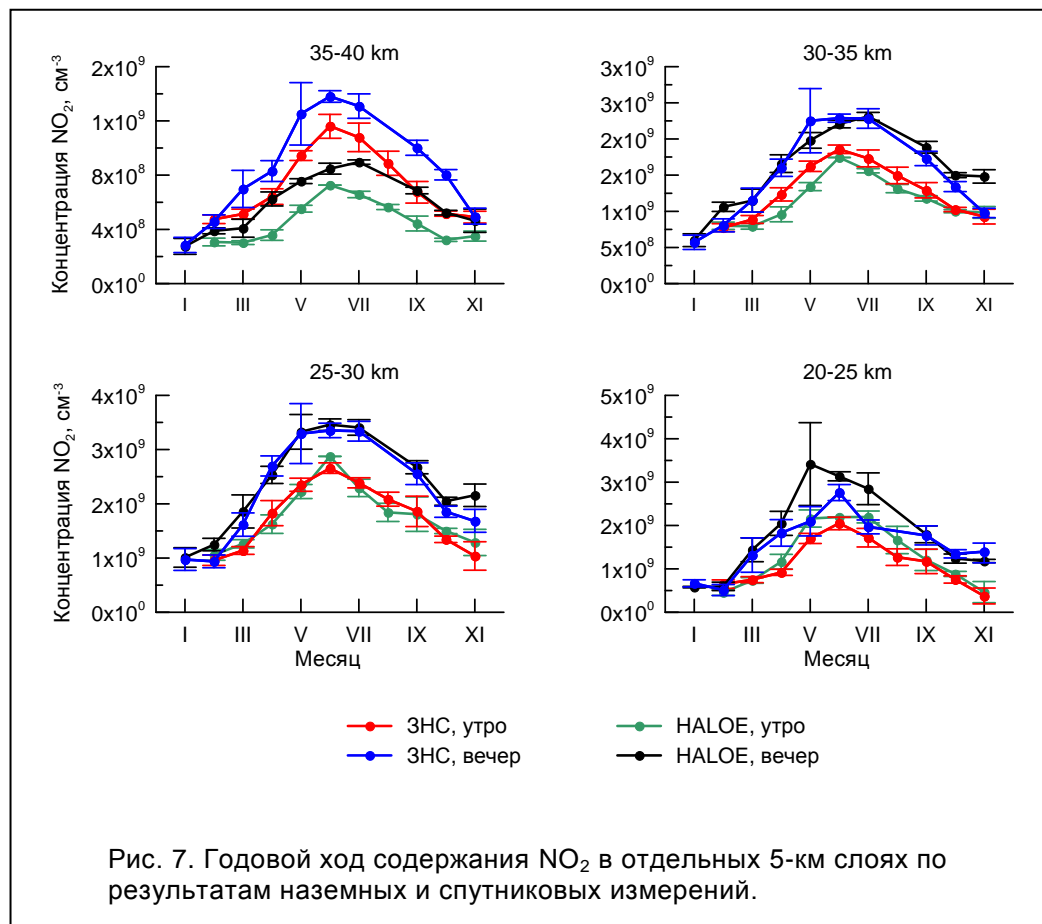 35-40 km
Концентрация NO₂, см⁻³
2x10⁹
1x10⁹
8x10⁸
4x10⁸
0x10⁰
I III V VII IX XI
30-35 km
3x10⁹
3x10⁹
2x10⁹
2x10⁹
1x10⁹
5x10⁸
0x10⁰
I III V VII IX XI
25-30 km
Концентрация NO₂, см⁻³
4x10⁹
3x10⁹
2x10⁹
1x10⁹
0x10⁰
I III V VII IX XI
Месяц
20-25 km
5x10⁹
4x10⁹
3x10⁹
2x10⁹
1x10⁹
0x10⁰
I III V VII IX XI
Месяц
ЗНС, утро
HALOE, утро
ЗНС, вечер
HALOE, вечер
Рис. 7. Годовой ход содержания NO₂ в отдельных 5-км слоях по
результатам наземных и спутниковых измерений.